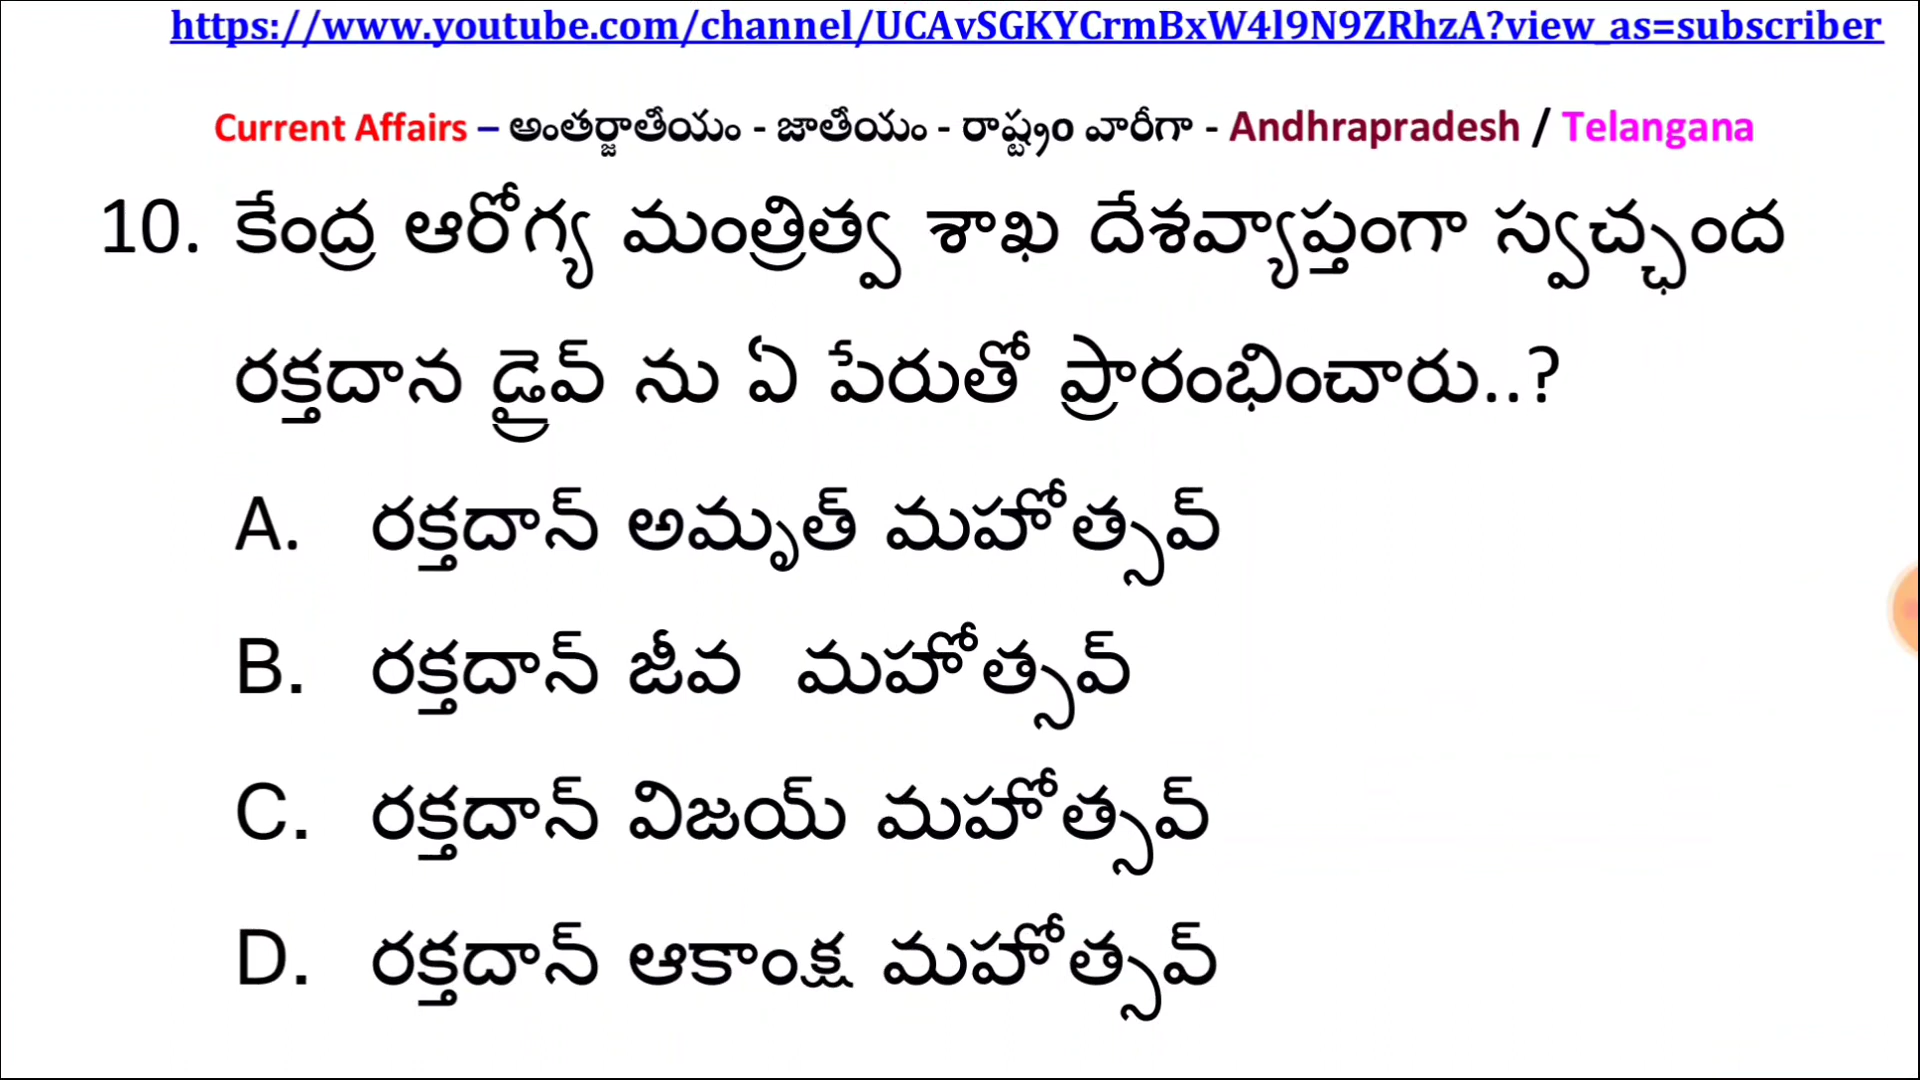 https://www.youtube.com/channel/UCAvSGKYCrmBxW4l9N9ZRhzA?view_as=subscriber
Current Affairs – అంతర్జాతీయం - జాతీయం - రాష్ట్రం వారీగా - Andhrapradesh / Telangana
10. కేంద్ర ఆరోగ్య మంత్రిత్వ శాఖ దేశవ్యాప్తంగా స్వచ్ఛంద
రక్తదాన డ్రైవ్ ను ఏ పేరుతో ప్రారంభించారు..?
A. రక్తదాన్ అమృత్ మహోత్సవ్
B. రక్తదాన్ జీవ మహోత్సవ్
C. రక్తదాన్ విజయ్ మహోత్సవ్
D. రక్తదాన్ ఆకాంక్ష మహోత్సవ్